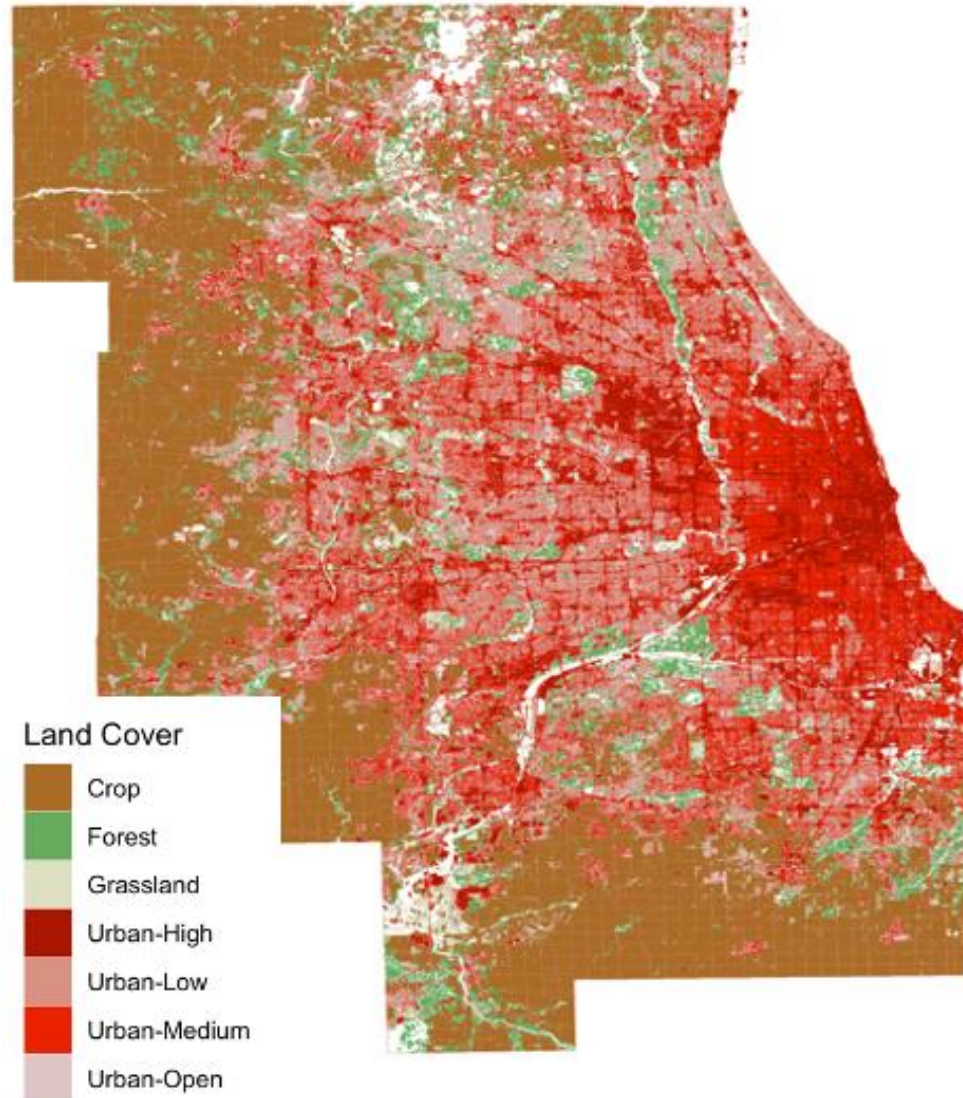 Land Cover
Crop
Forest
Grassland
Urban-High
Urban-Low
Urban-Medium
Urban-Open